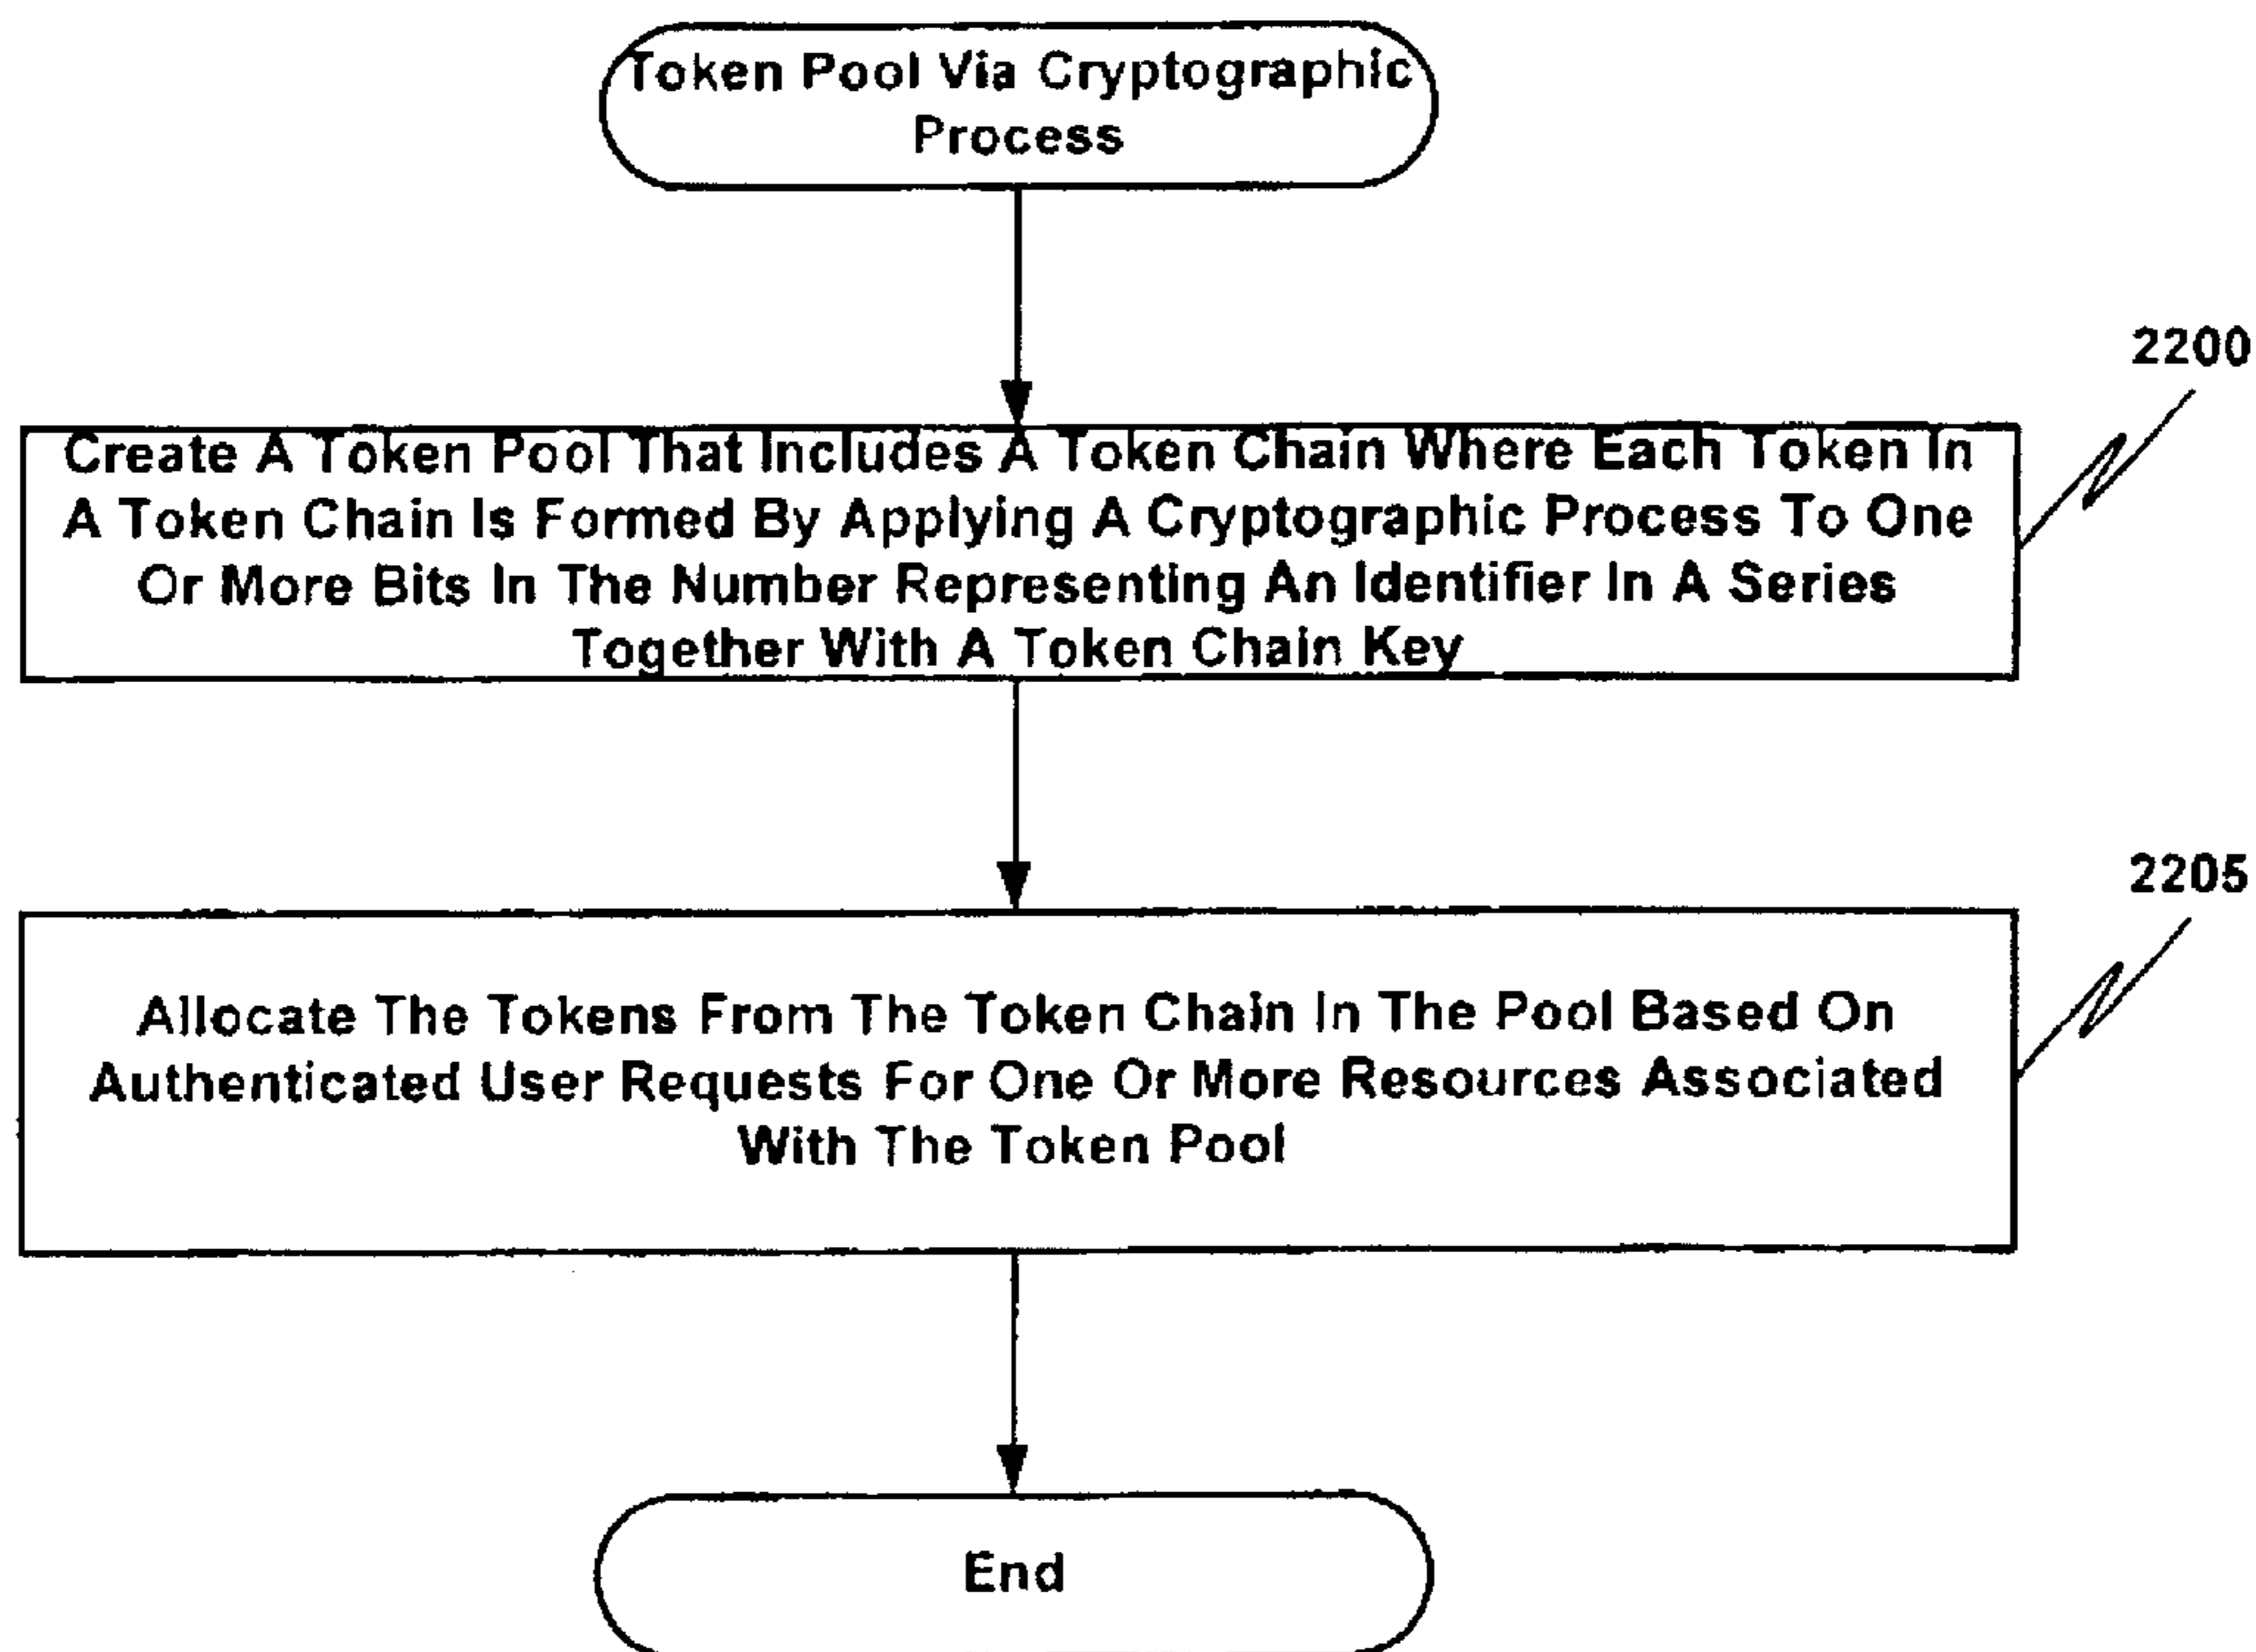 Token Pool Via Cryptographic
Process
2200
Create A Token Pool That Includes A Token Chain Where Each Token In
A Token Chain Is Formed By Applying A Cryptographic Process To One
Or More Bits In The Number Representing An Identifier In A Series
Together With A Token Chain Key
2205
Allocate The Tokens From The Token Chain In The Pool Based On
Authenticated User Requests For One Or More Resources Associated
With The Token Pool
End